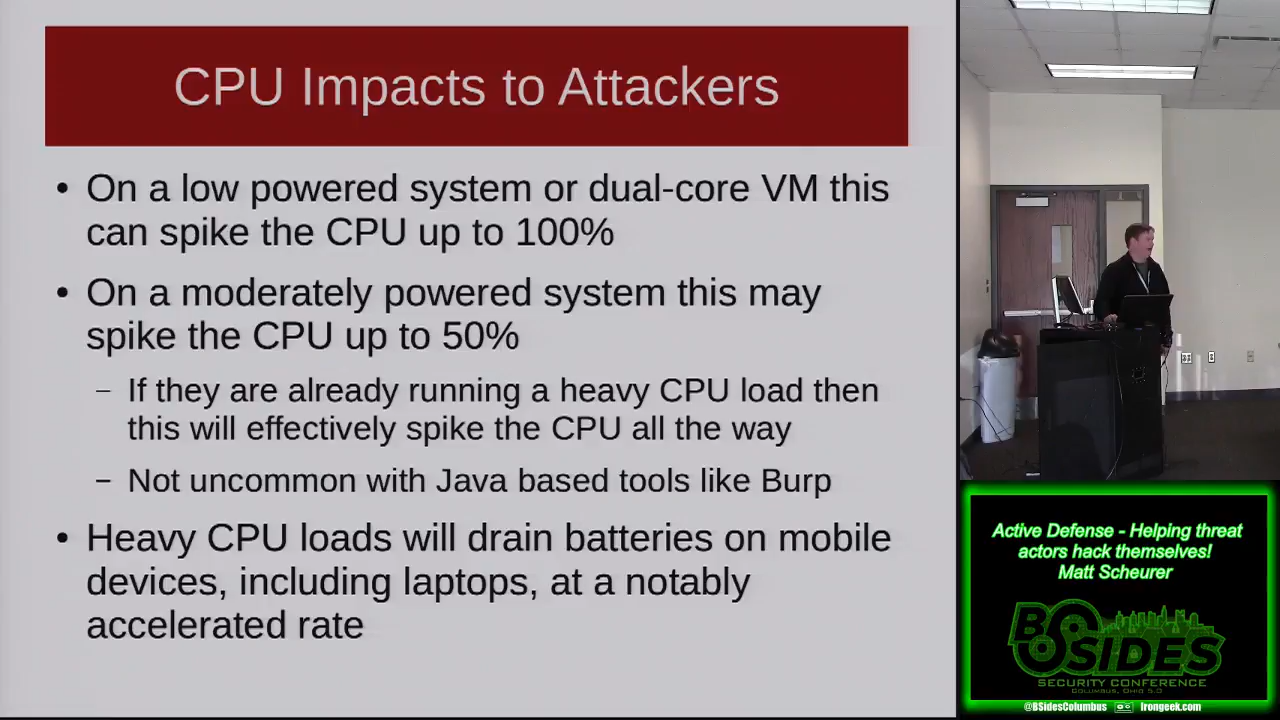 CPU Impacts to Attackers
• On a low powered system or dual-core VM this
can spike the CPU up to 100%
• On a moderately powered system this may
spike the CPU up to 50%
– If they are already running a heavy CPU load then
this will effectively spike the CPU all the way
– Not uncommon with Java based tools like Burp
• Heavy CPU loads will drain batteries on mobile
devices, including laptops, at a notably
accelerated rate
Active Defense - Helping threat
actors hack themselves!
Matt Scheurer
BSIDES
SECURITY CONFERENCE
COLUMBUS, OHIO 5.0
@BSidesColumbus irongeek.com